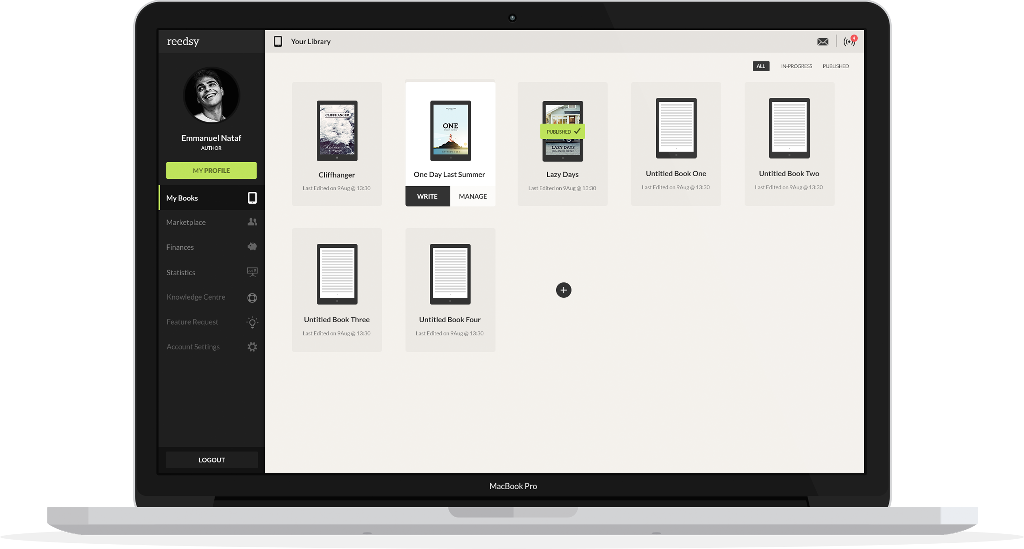 reedsy
Your Library
1
ALL IN-PROGRESS PUBLISHED
Emmanuel Nataf
AUTHOR
MY PROFILE
My Books
Marketplace
Finances
Statistics
Knowledge Centre
Feature Request
Account Settings
LOGOUT
CLIFFHANGER
Cliffhanger
Last Edited on 9Aug @ 13:30
ONE
One Day Last Summer
WRITE MANAGE
PUBLISHED
LAZY DAYS
Lazy Days
Last Edited on 9Aug @ 13:30
Untitled Book One
Last Edited on 9Aug @ 13:30
Untitled Book Two
Last Edited on 9Aug @ 13:30
Untitled Book Three
Last Edited on 9Aug @ 13:30
Untitled Book Four
Last Edited on 9Aug @ 13:30
MacBook Pro